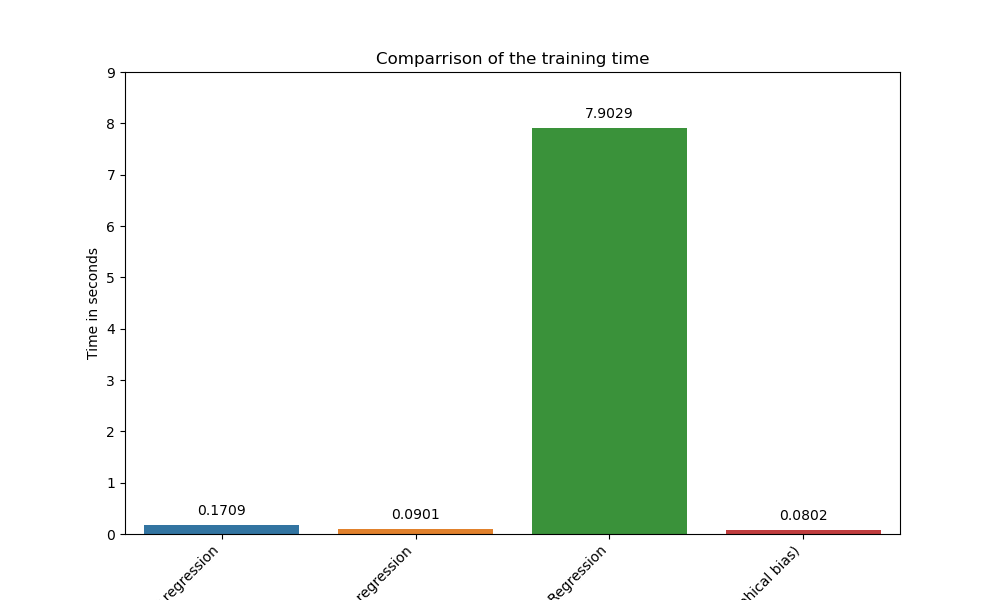 Comparrison of the training time
Time in seconds
9
8
7
6
5
4
3
2
1
0
0.1709
0.0901
7.9029
0.0802
regression
regression
Regression
bias)